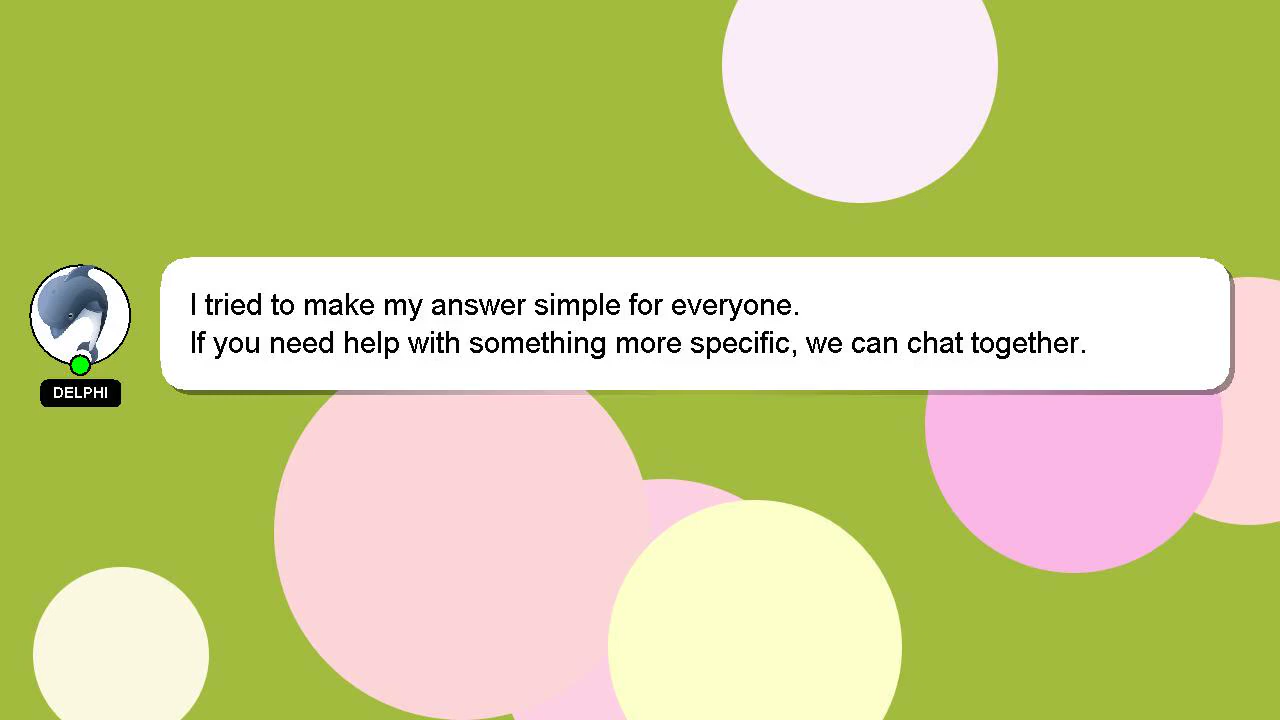 I tried to make my answer simple for everyone.
If you need help with something more specific, we can chat together.
DELPHI